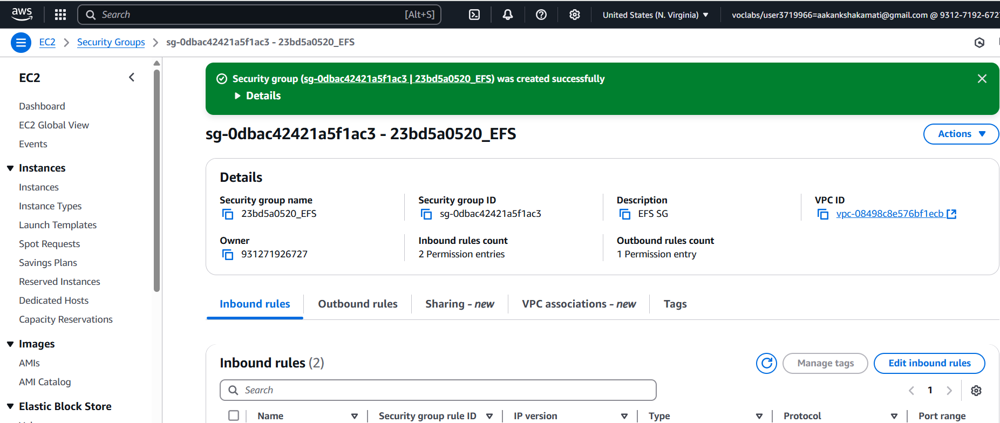 aws
Search [Alt+S]
United States (N. Virginia)
voclabs/user3719966=aakankshakamati@gmail.com @ 9312-7192-672
EC2
Security Groups
sg-0dbac42421a5f1ac3 - 23bd5a0520_EFS
EC2
Dashboard
EC2 Global View
Events
Instances
Instances
Instance Types
Launch Templates
Spot Requests
Savings Plans
Reserved Instances
Dedicated Hosts
Capacity Reservations
Images
AMIs
AMI Catalog
Elastic Block Store
Security group (sg-0dbac42421a5f1ac3 | 23bd5a0520_EFS) was created successfully
Details
sg-0dbac42421a5f1ac3 - 23bd5a0520_EFS
Actions
Details
Security group name
23bd5a0520_EFS
Security group ID
sg-0dbac42421a5f1ac3
Description
EFS SG
VPC ID
vpc-08498c8e576bf1ecb
Owner
931271926727
Inbound rules count
2 Permission entries
Outbound rules count
1 Permission entry
Inbound rules
Outbound rules
Sharing - new
VPC associations - new
Tags
Inbound rules (2)
Manage tags
Edit inbound rules
Search
1
Name
Security group rule ID
IP version
Type
Protocol
Port range